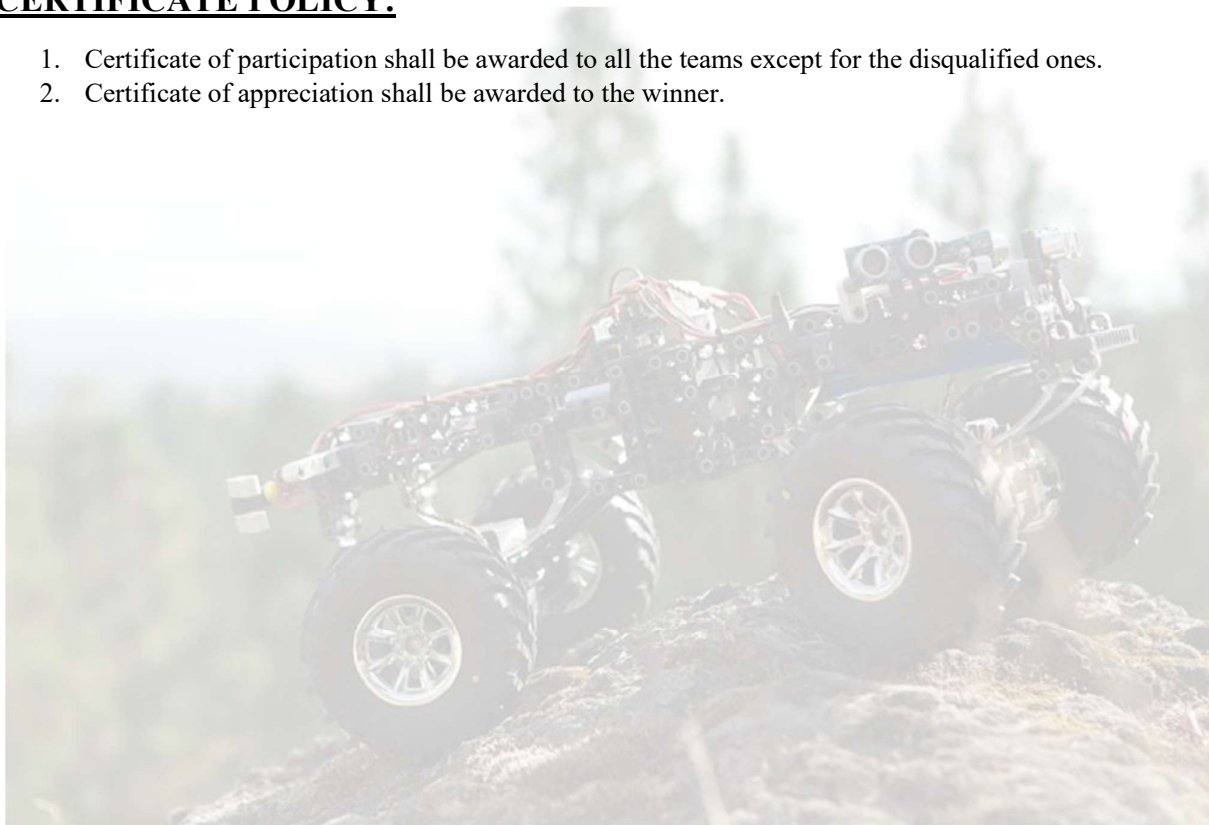 CERTIFICATE POLICY:
1. Certificate of participation shall be awarded to all the teams except for the disqualified ones.
2. Certificate of appreciation shall be awarded to the winner.